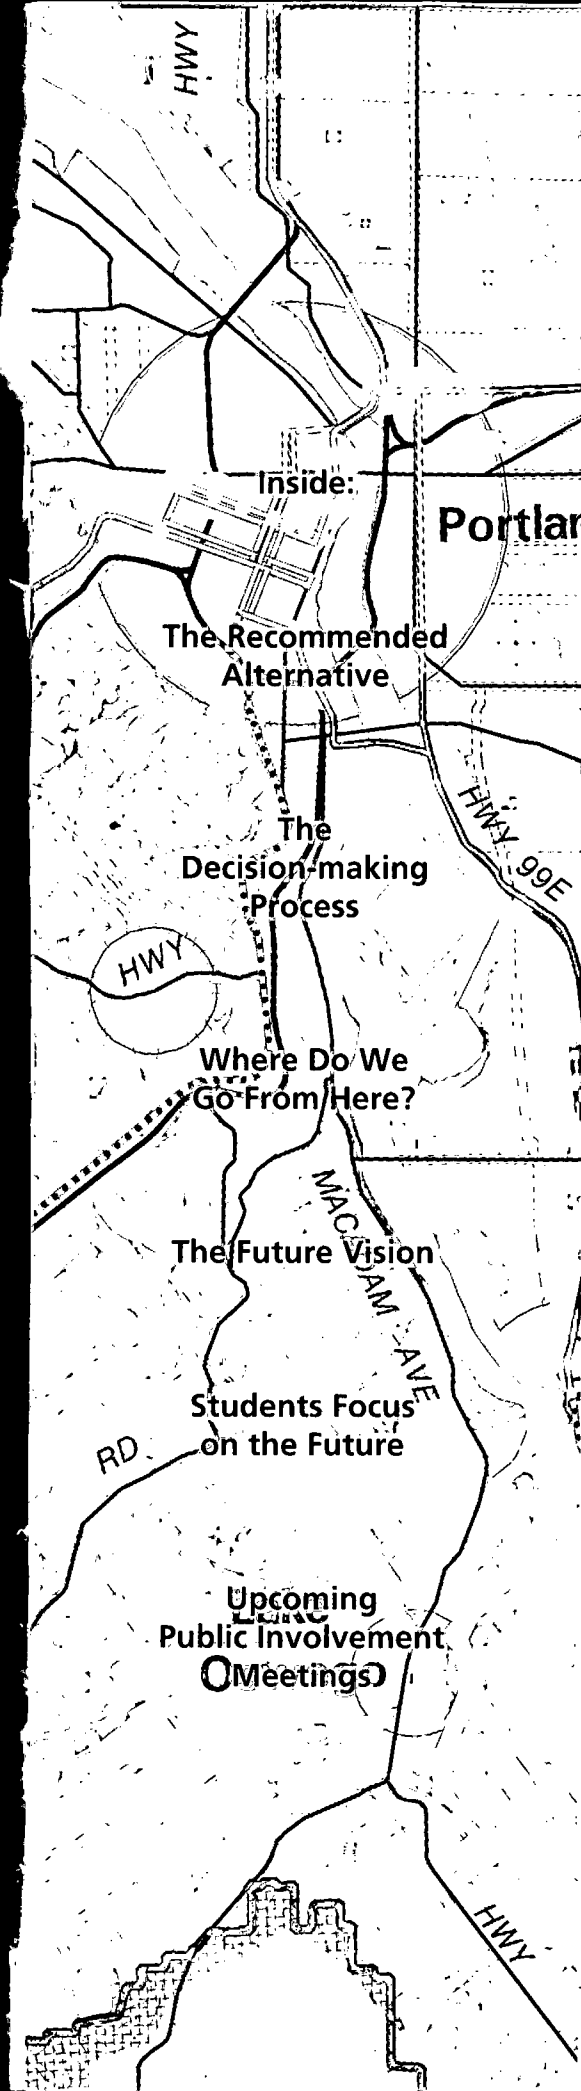 HWY
Inside:
Portlan
The Recommended
Alternative
The
Decision-making
Process
HWY 99E
HWY
Where Do We
Go From Here?
MACADAM AVE
The Future Vision
Students Focus
on the Future
RD
Upcoming
Public Involvement
Meetings
HWY